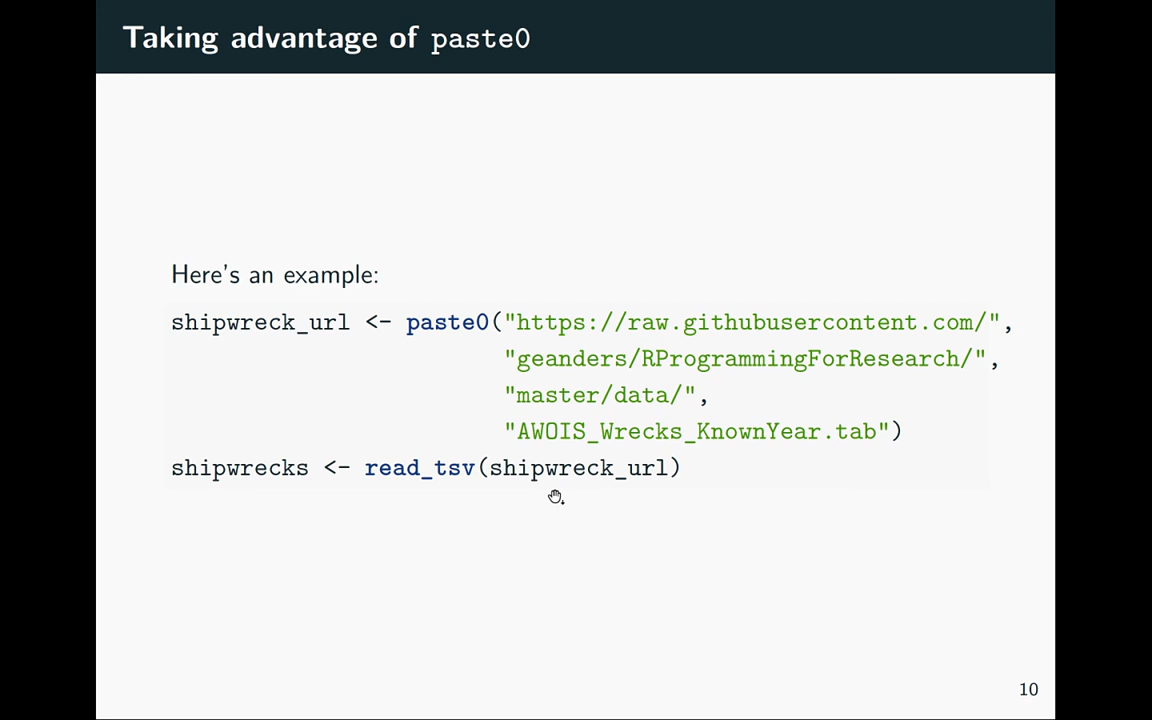 Taking advantage of paste0
Here's an example:
shipwreck_url <- paste0("https://raw.githubusercontent.com/",
"geanders/RProgrammingForResearch/",
"master/data/",
"AWOIS_Wrecks_KnownYear.tab")
shipwrecks <- read_tsv(shipwreck_url)
10